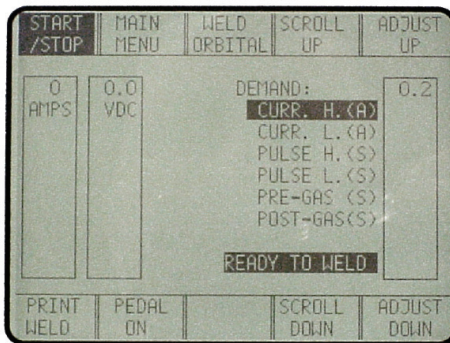 START /STOP
MAIN MENU
WELD ORBITAL
SCROLL UP
ADJUST UP
0 AMPS
0.0 VDC
DEMAND:
CURR. H.(A)
CURR. L.(A)
PULSE H.(S)
PULSE L.(S)
PRE-GAS (S)
POST-GAS(S)
0.2
READY TO WELD
PRINT WELD
PEDAL ON
SCROLL DOWN
ADJUST DOWN